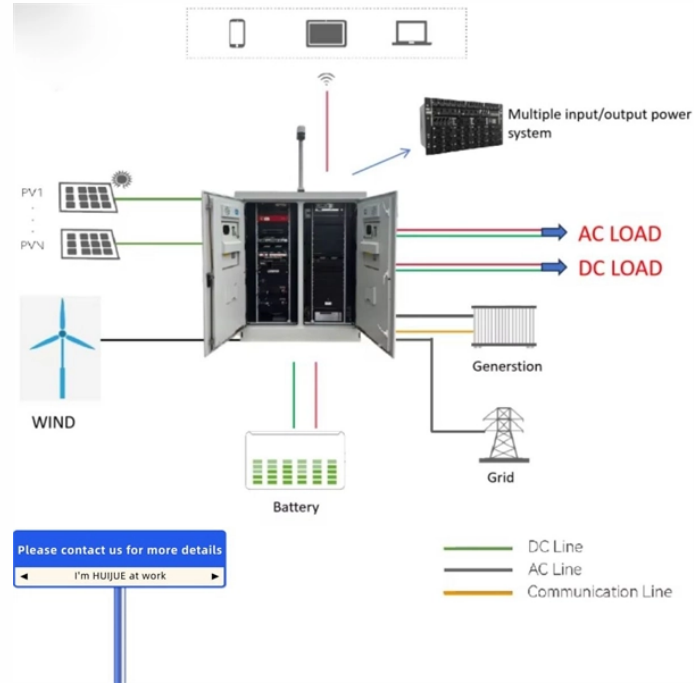 Multiple input/output power
system
PV1
PVN
AC LOAD
DC LOAD
Generstion
WIND
Grid
Battery
Please contact us for more details
I'm HUIJUE at work
DC Line
AC Line
Communication Line